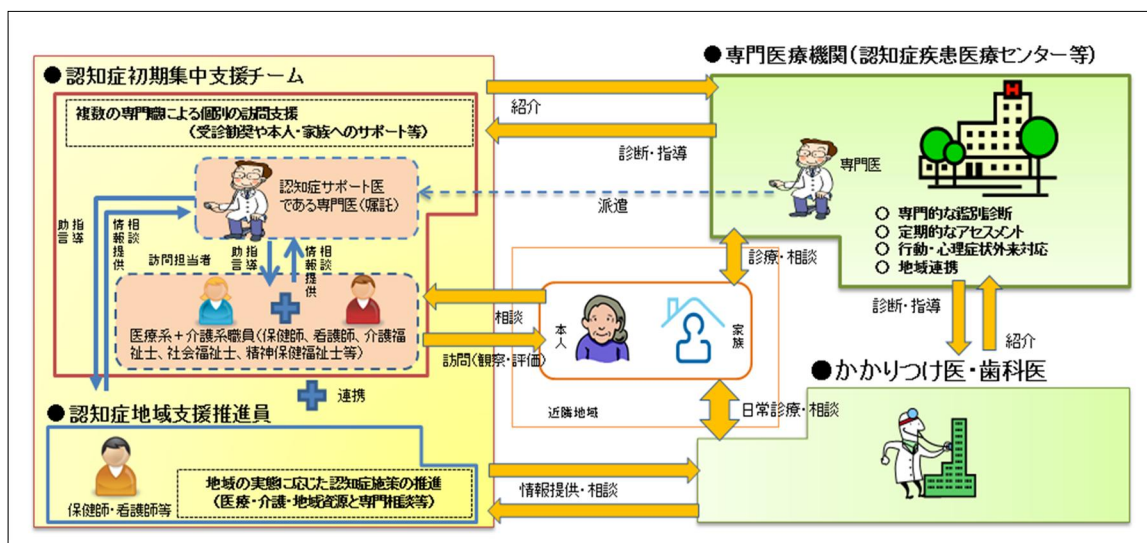 ●認知症初期集中支援チーム
複数の専門職による個別の訪問支援
(受診勧奨や本人・家族へのサポート等)
認知症サポート医
である専門医(嘱託)
指導
助言
相談
情報提供
訪問担当者
指導
助言
相談
情報提供
医療系+介護系職員(保健師、看護師、介護福
祉士、社会福祉士、精神保健福祉士等)
連携
●認知症地域支援推進員
保健師・看護師等
地域の実態に応じた認知症施策の推進
(医療・介護・地域資源と専門相談等)
紹介
診断・指導
派遣
相談
訪問(観察・評価)
本人
家族
近隣地域
診療・相談
日常診療・相談
情報提供・相談
●専門医療機関(認知症疾患医療センター等)
専門医
H
○ 専門的な鑑別診断
○ 定期的なアセスメント
○ 行動・心理症状外来対応
○ 地域連携
診断・指導
紹介
●かかりつけ医・歯科医